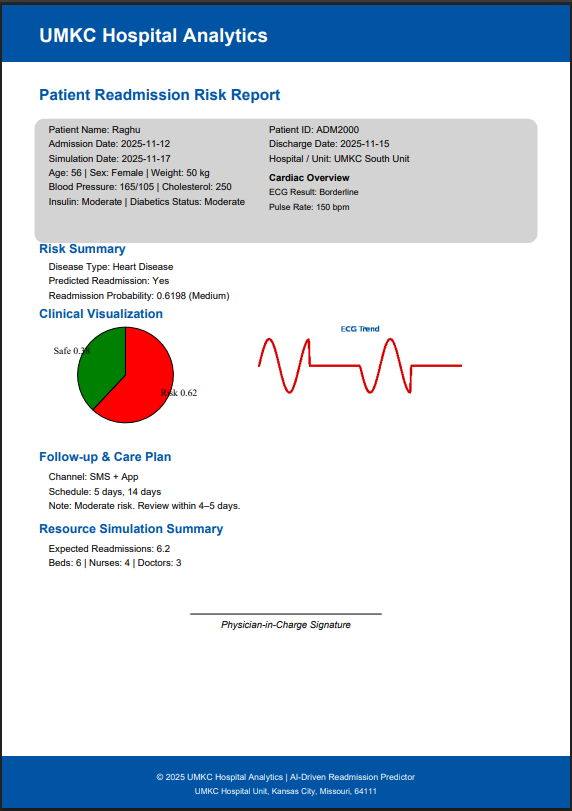 UMKC Hospital Analytics
Patient Readmission Risk Report
Patient Name: Raghu
Admission Date: 2025-11-12
Simulation Date: 2025-11-17
Age: 56 | Sex: Female | Weight: 50 kg
Blood Pressure: 165/105 | Cholesterol: 250
Insulin: Moderate | Diabetics Status: Moderate
Patient ID: ADM2000
Discharge Date: 2025-11-15
Hospital / Unit: UMKC South Unit
Cardiac Overview
ECG Result: Borderline
Pulse Rate: 150 bpm
Risk Summary
Disease Type: Heart Disease
Predicted Readmission: Yes
Readmission Probability: 0.6198 (Medium)
Clinical Visualization
Safe 0.38
Risk 0.62
ECG Trend
Follow-up & Care Plan
Channel: SMS + App
Schedule: 5 days, 14 days
Note: Moderate risk. Review within 4–5 days.
Resource Simulation Summary
Expected Readmissions: 6.2
Beds: 6 | Nurses: 4 | Doctors: 3
Physician-in-Charge Signature
© 2025 UMKC Hospital Analytics | AI-Driven Readmission Predictor
UMKC Hospital Unit, Kansas City, Missouri, 64111